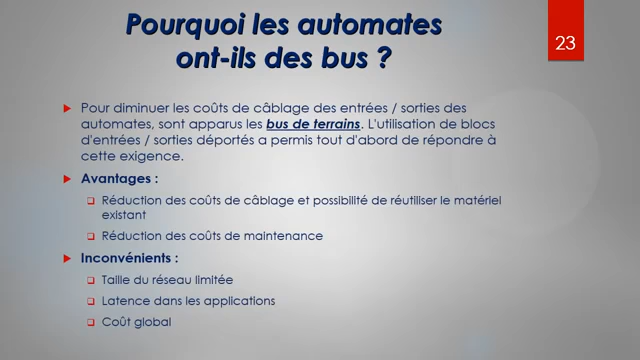 Pourquoi les automates
ont-ils des bus ?
23
Pour diminuer les coûts de câblage des entrées / sorties des
automates, sont apparus les bus de terrains. L'utilisation de blocs
d'entrées / sorties déportés a permis tout d'abord de répondre à
cette exigence.
Avantages :
Réduction des coûts de câblage et possibilité de réutiliser le matériel
existant
Réduction des coûts de maintenance
Inconvénients :
Taille du réseau limitée
Latence dans les applications
Coût global